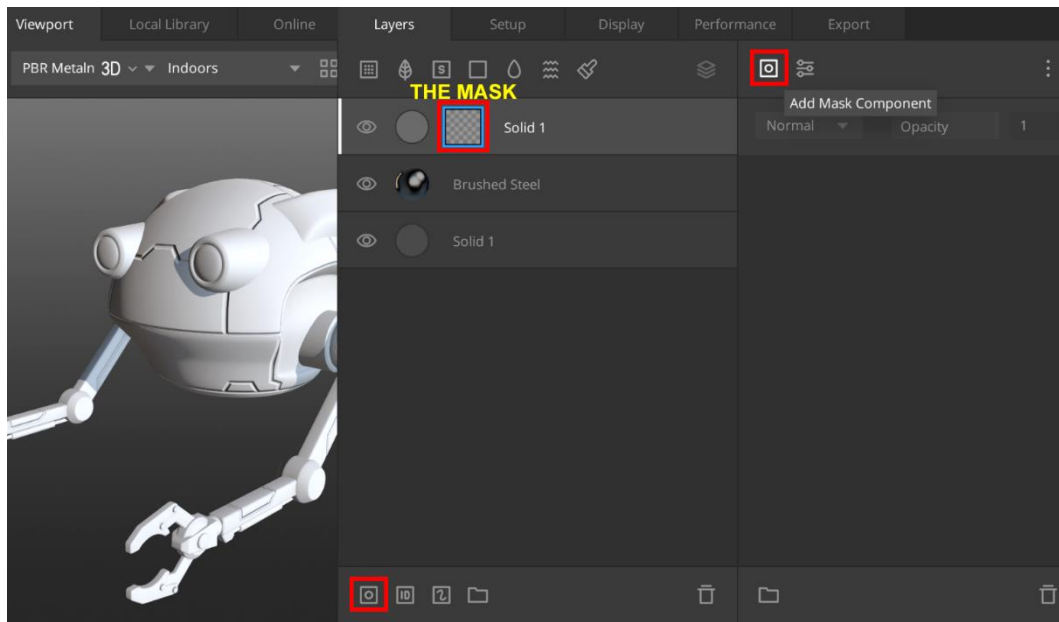 Viewport Local Library Online Layers Setup Display Performance Export
PBR Metaln 3D Indoors
S
THE MASK
Add Mask Component
Solid 1
Normal Opacity 1
Brushed Steel
Solid 1
ID